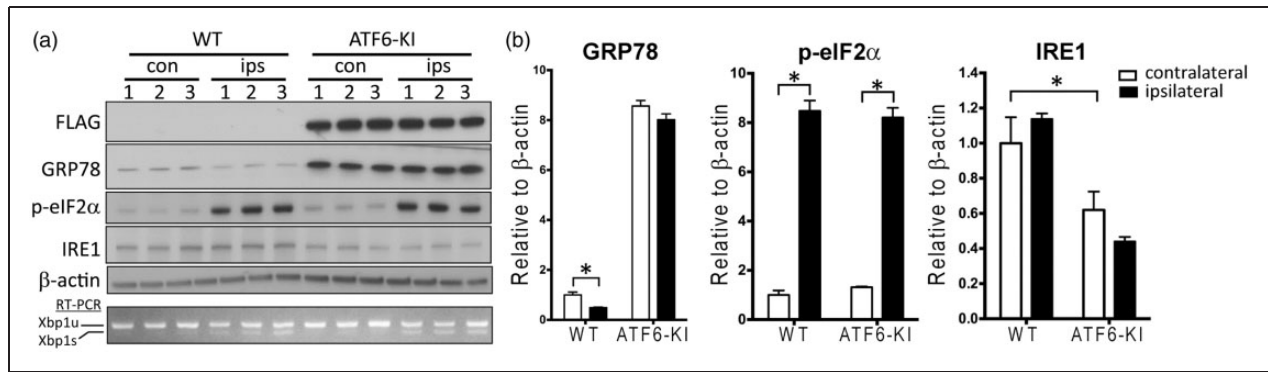 (a)
WT ATF6-KI
con ips con ips
1 2 3 1 2 3 1 2 3 1 2 3
FLAG
GRP78
p-eIF2α
IRE1
β-actin
RT-PCR
Xbp1u
Xbp1s
(b)
GRP78
Relative to β-actin
10
8
6
4
2
0
*
WT ATF6-KI
p-eIF2α
Relative to β-actin
10
8
6
4
2
0
* *
WT ATF6-KI
IRE1
Relative to β-actin
1.4
1.2
1.0
0.8
0.6
0.4
0.2
0.0
*
WT ATF6-KI
contralateral
ipsilateral